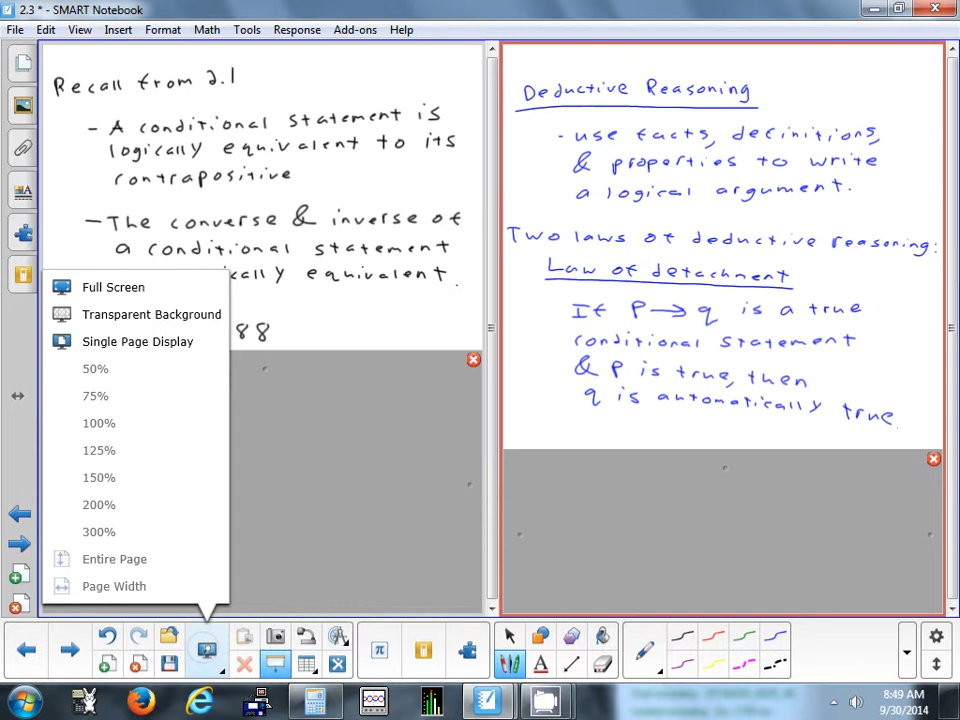 2.3 * - SMART Notebook
File Edit View Insert Format Math Tools Response Add-ons Help
Recall from 2.1
- A conditional statement is
logically equivalent to its
contrapositive
- The converse & inverse of
a conditional statement
cally equivalent.
88
Full Screen
Transparent Background
Single Page Display
50%
75%
100%
125%
150%
200%
300%
Entire Page
Page Width
Deductive Reasoning
- use facts, definitions,
& properties to write
a logical argument.
Two laws of deductive reasoning:
Law of detachment
If P → q is a true
conditional statement
& P is true, then
q is automatically true.
π
A
8:49 AM
9/30/2014